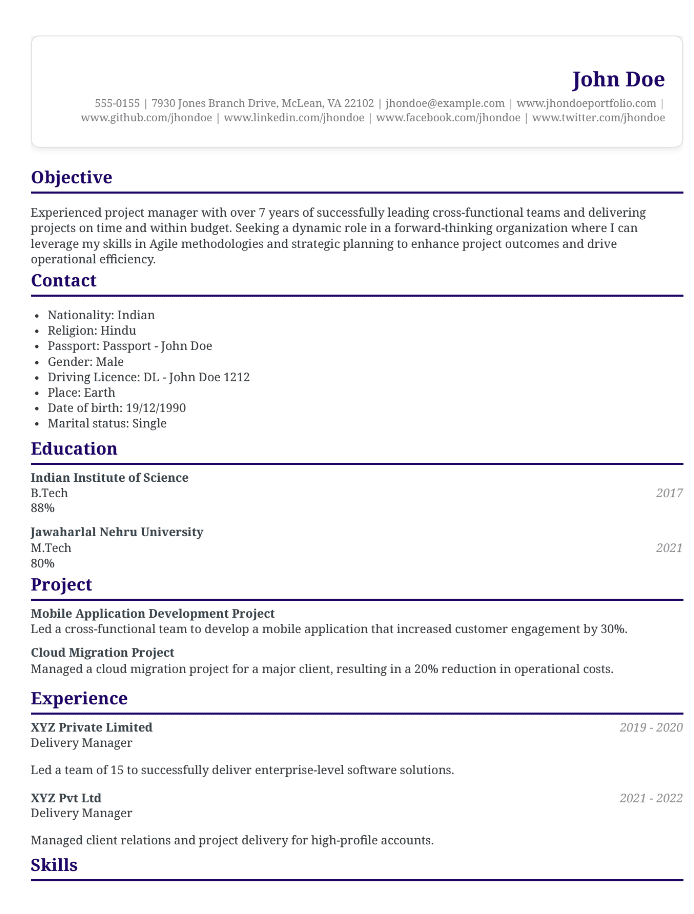 John Doe
555-0155 | 7930 Jones Branch Drive, McLean, VA 22102 | jhondoe@example.com | www.jhondoeportfolio.com |
www.github.com/jhondoe | www.linkedin.com/jhondoe | www.facebook.com/jhondoe | www.twitter.com/jhondoe
Objective
Experienced project manager with over 7 years of successfully leading cross-functional teams and delivering
projects on time and within budget. Seeking a dynamic role in a forward-thinking organization where I can
leverage my skills in Agile methodologies and strategic planning to enhance project outcomes and drive
operational efficiency.
Contact
• Nationality: Indian
• Religion: Hindu
• Passport: Passport - John Doe
• Gender: Male
• Driving Licence: DL - John Doe 1212
• Place: Earth
• Date of birth: 19/12/1990
• Marital status: Single
Education
Indian Institute of Science
B.Tech 2017
88%
Jawaharlal Nehru University
M.Tech 2021
80%
Project
Mobile Application Development Project
Led a cross-functional team to develop a mobile application that increased customer engagement by 30%.
Cloud Migration Project
Managed a cloud migration project for a major client, resulting in a 20% reduction in operational costs.
Experience
XYZ Private Limited 2019 - 2020
Delivery Manager
Led a team of 15 to successfully deliver enterprise-level software solutions.
XYZ Pvt Ltd 2021 - 2022
Delivery Manager
Managed client relations and project delivery for high-profile accounts.
Skills